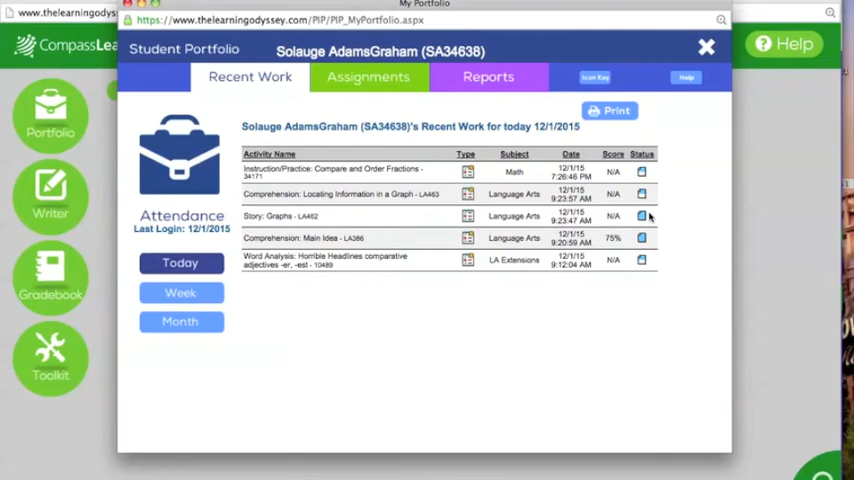 My Portfolio
www.thelearningodys
https://www.thelearningodyssey.com/PIP/PIP_MyPortfolio.aspx
CompassLea
Student Portfolio
Solauge AdamsGraham (SA34638)
Help
Recent Work
Assignments
Reports
Icon Key
Help
Print
Solauge AdamsGraham (SA34638)'s Recent Work for today 12/1/2015
Activity Name Type Subject Date Score Status
Instruction/Practice: Compare and Order Fractions -
34171
Math
12/1/15
7:26:46 PM
N/A
Comprehension: Locating Information in a Graph - LA463
Language Arts
12/1/15
9:23:57 AM
N/A
Story: Graphs - LA462
Language Arts
12/1/15
9:23:47 AM
N/A
Comprehension: Main Idea - LA386
Language Arts
12/1/15
9:20:59 AM
75%
Word Analysis: Horrible Headlines comparative
adjectives -er, -est - 10489
LA Extensions
12/1/15
9:12:04 AM
N/A
Attendance
Last Login: 12/1/2015
Today
Week
Month
Portfolio
Writer
Gradebook
Toolkit